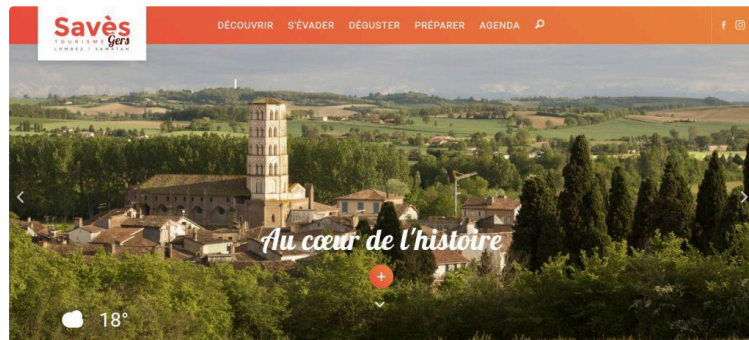 Savès
TOURISME Gers
LOMBEZ | SAMATAN
DÉCOUVRIR S'ÉVADER DÉGUSTER PRÉPARER AGENDA
Au cœur de l'histoire
18°